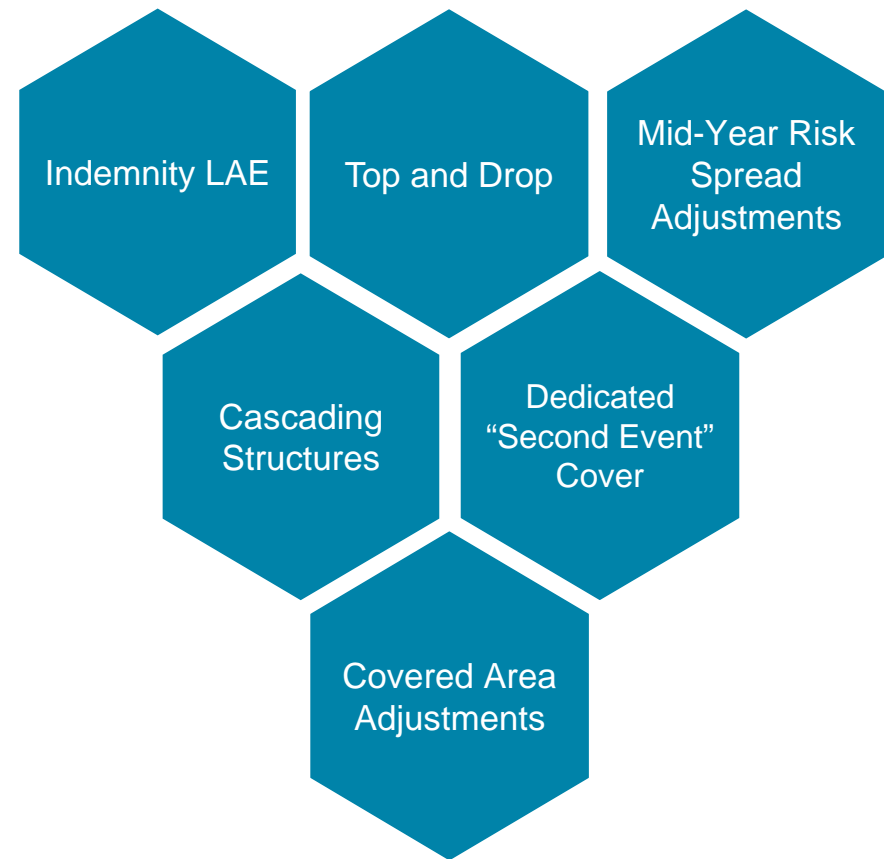 Indemnity LAE
Top and Drop
Mid-Year Risk
Spread
Adjustments
Cascading
Structures
Dedicated
“Second Event”
Cover
Covered Area
Adjustments